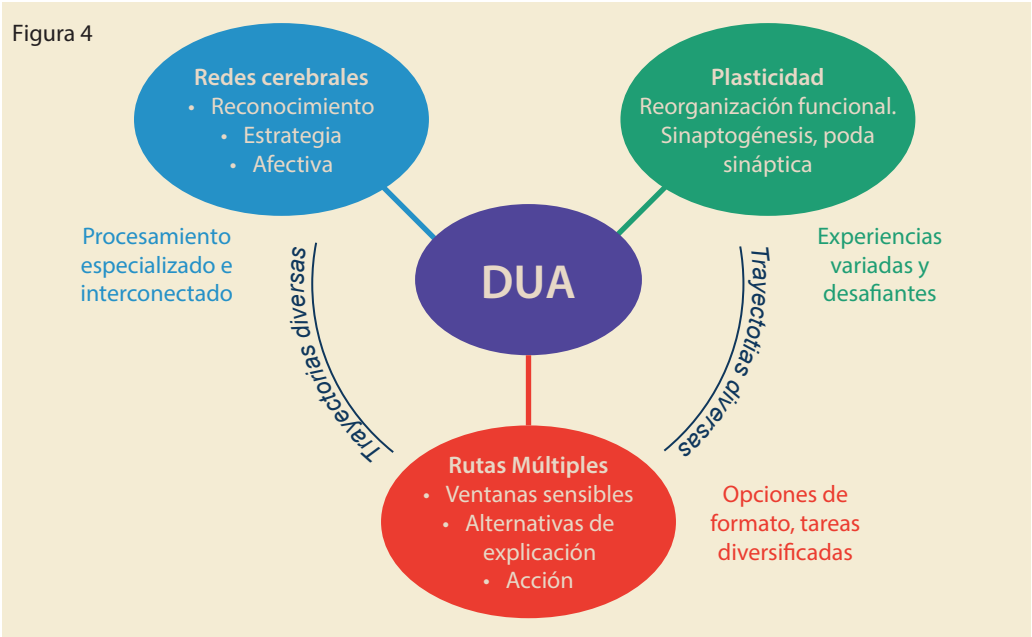 Figura 4
Redes cerebrales
• Reconocimiento
• Estrategia
• Afectiva
Plasticidad
Reorganización funcional.
Sinaptogénesis, poda
sináptica
Procesamiento
especializado e
interconectado
DUA
Experiencias
variadas y
desafiantes
Trayectorias diversas
Trayectotias diversas
Rutas Múltiples
• Ventanas sensibles
• Alternativas de
explicación
• Acción
Opciones de
formato, tareas
diversificadas